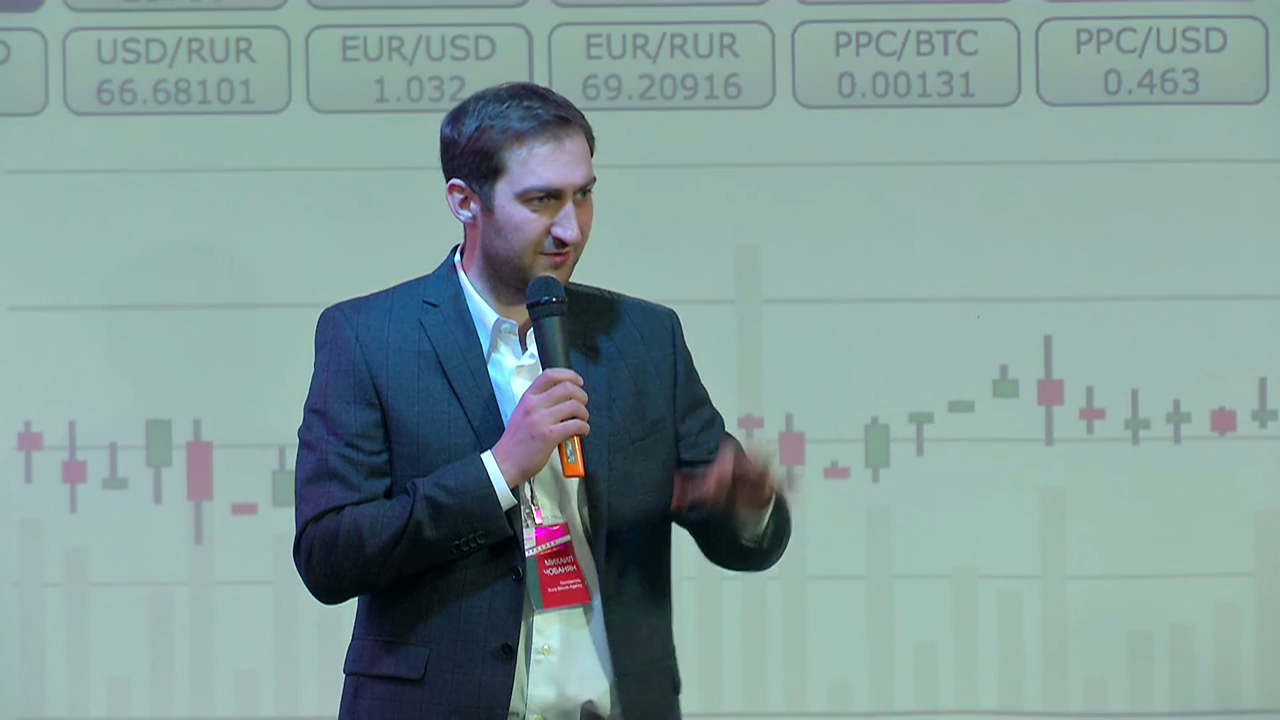 USD/RUR
66.68101
EUR/USD
1.032
EUR/RUR
69.20916
PPC/BTC
0.00131
PPC/USD
0.463
МИХАИЛ
ЧОБАНЯН